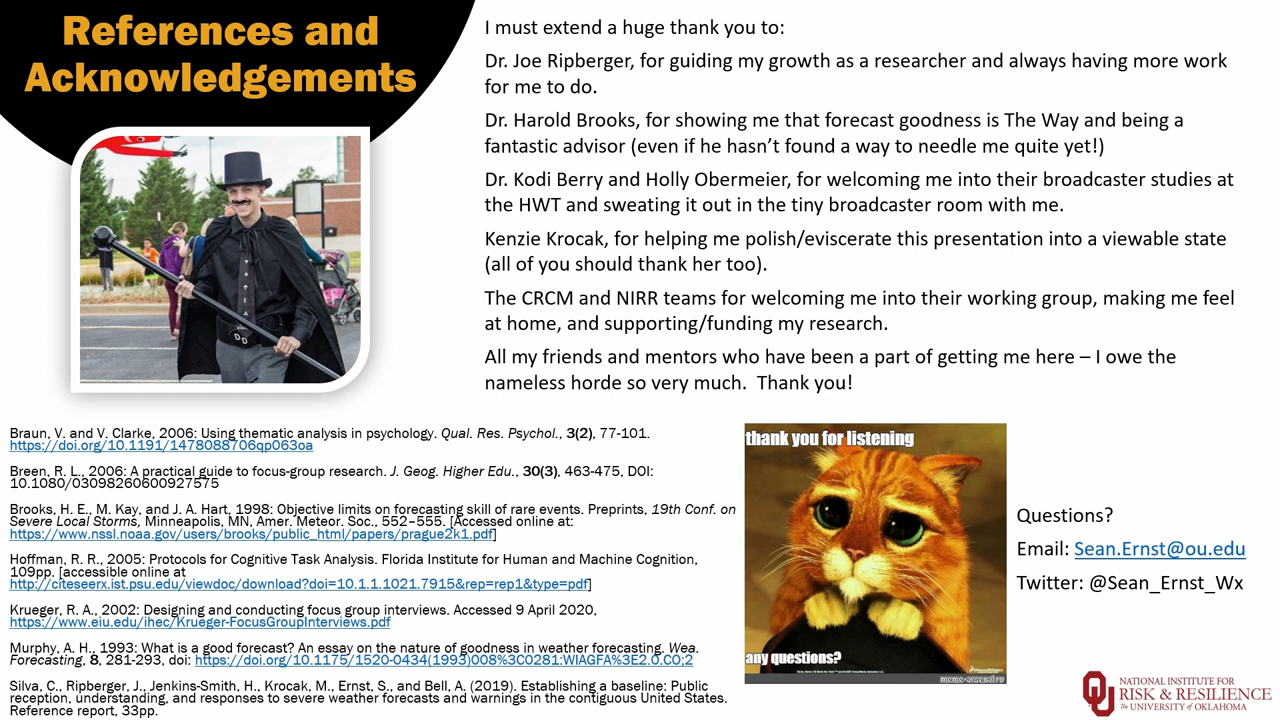 References and
Acknowledgements
I must extend a huge thank you to:
Dr. Joe Ripberger, for guiding my growth as a researcher and always having more work
for me to do.
Dr. Harold Brooks, for showing me that forecast goodness is The Way and being a
fantastic advisor (even if he hasn’t found a way to needle me quite yet!)
Dr. Kodi Berry and Holly Obermeier, for welcoming me into their broadcaster studies at
the HWT and sweating it out in the tiny broadcaster room with me.
Kenzie Krocak, for helping me polish/eviscerate this presentation into a viewable state
(all of you should thank her too).
The CRCM and NIRR teams for welcoming me into their working group, making me feel
at home, and supporting/funding my research.
All my friends and mentors who have been a part of getting me here – I owe the
nameless horde so very much.  Thank you!
Braun, V. and V. Clarke, 2006: Using thematic analysis in psychology. Qual. Res. Psychol., 3(2), 77-101.
https://doi.org/10.1191/1478088706qp063oa
Breen, R. L., 2006: A practical guide to focus-group research. J. Geog. Higher Edu., 30(3), 463-475, DOI:
10.1080/03098260600927575
Brooks, H. E., M. Kay, and J. A. Hart, 1998: Objective limits on forecasting skill of rare events. Preprints, 19th Conf. on
Severe Local Storms, Minneapolis, MN, Amer. Meteor. Soc., 552–555. [Accessed online at:
https://www.nssl.noaa.gov/users/brooks/public_html/papers/prague2k1.pdf]
Hoffman, R. R., 2005: Protocols for Cognitive Task Analysis. Florida Institute for Human and Machine Cognition,
109pp. [accessible online at
http://citeseerx.ist.psu.edu/viewdoc/download?doi=10.1.1.1021.7915&rep=rep1&type=pdf]
Krueger, R. A., 2002: Designing and conducting focus group interviews. Accessed 9 April 2020,
https://www.eiu.edu/ihec/Krueger-FocusGroupInterviews.pdf
Murphy, A. H., 1993: What is a good forecast? An essay on the nature of goodness in weather forecasting. Wea.
Forecasting, 8, 281-293, doi: https://doi.org/10.1175/1520-0434(1993)008%3C0281:WIAGFA%3E2.0.CO;2
Silva, C., Ripberger, J., Jenkins-Smith, H., Krocak, M., Ernst, S., and Bell, A. (2019). Establishing a baseline: Public
reception, understanding, and responses to severe weather forecasts and warnings in the contiguous United States.
Reference report, 33pp.
thank you for listening
any questions?
meme-arsenal.ru
Questions?
Email: Sean.Ernst@ou.edu
Twitter: @Sean_Ernst_Wx
NATIONAL INSTITUTE FOR
RISK & RESILIENCE
The UNIVERSITY of OKLAHOMA